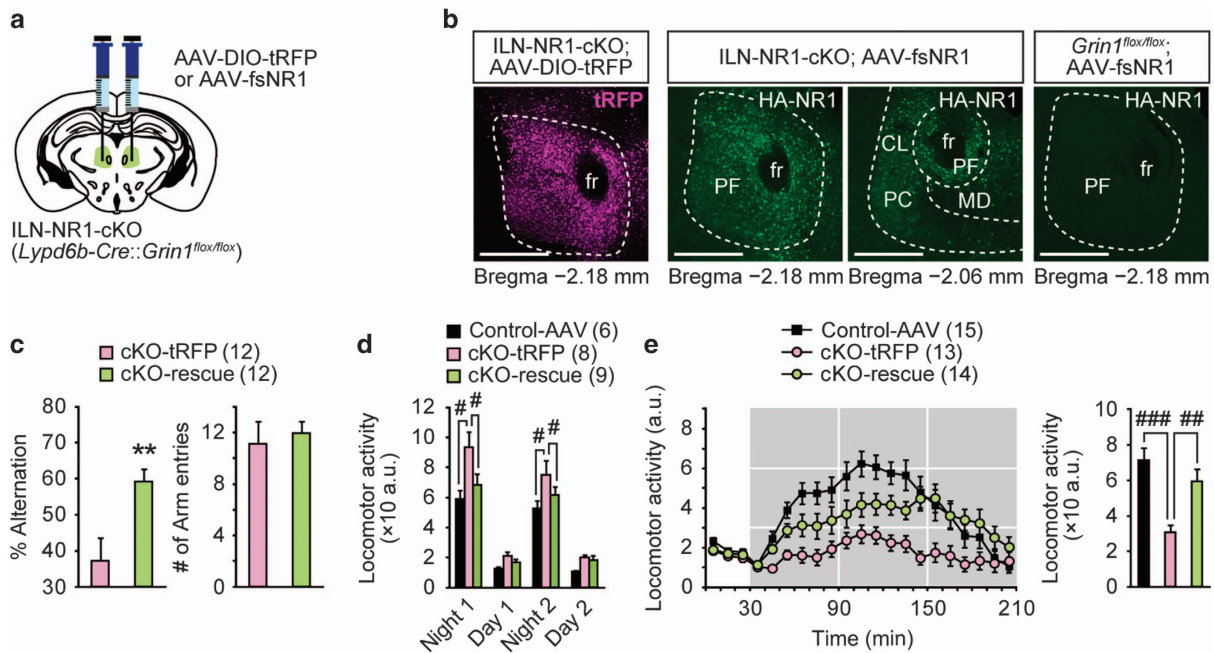 a
AAV-DIO-tRFP
or AAV-fsNR1
ILN-NR1-cKO
(Lypd6b-Cre::Grin1flox/flox)
b
ILN-NR1-cKO;
AAV-DIO-tRFP
ILN-NR1-cKO; AAV-fsNR1
Grin1flox/flox;
AAV-fsNR1
tRFP
fr
HA-NR1
PF
fr
HA-NR1
CL
fr
PF
PC
MD
HA-NR1
PF
fr
Bregma −2.18 mm
Bregma −2.18 mm
Bregma −2.06 mm
Bregma −2.18 mm
c
cKO-tRFP (12)
cKO-rescue (12)
% Alternation
80
70
60
50
40
30
**
# of Arm entries
12
8
4
0
d
Control-AAV (6)
cKO-tRFP (8)
cKO-rescue (9)
Locomotor activity
(×10 a.u.)
12
10
8
6
4
2
0
# #
# #
Night 1
Day 1
Night 2
Day 2
e
Control-AAV (15)
cKO-tRFP (13)
cKO-rescue (14)
Locomotor activity (a.u.)
8
6
4
2
0
30
90
150
210
Time (min)
Locomotor activity
(×10 a.u.)
10
8
6
4
2
0
### ##